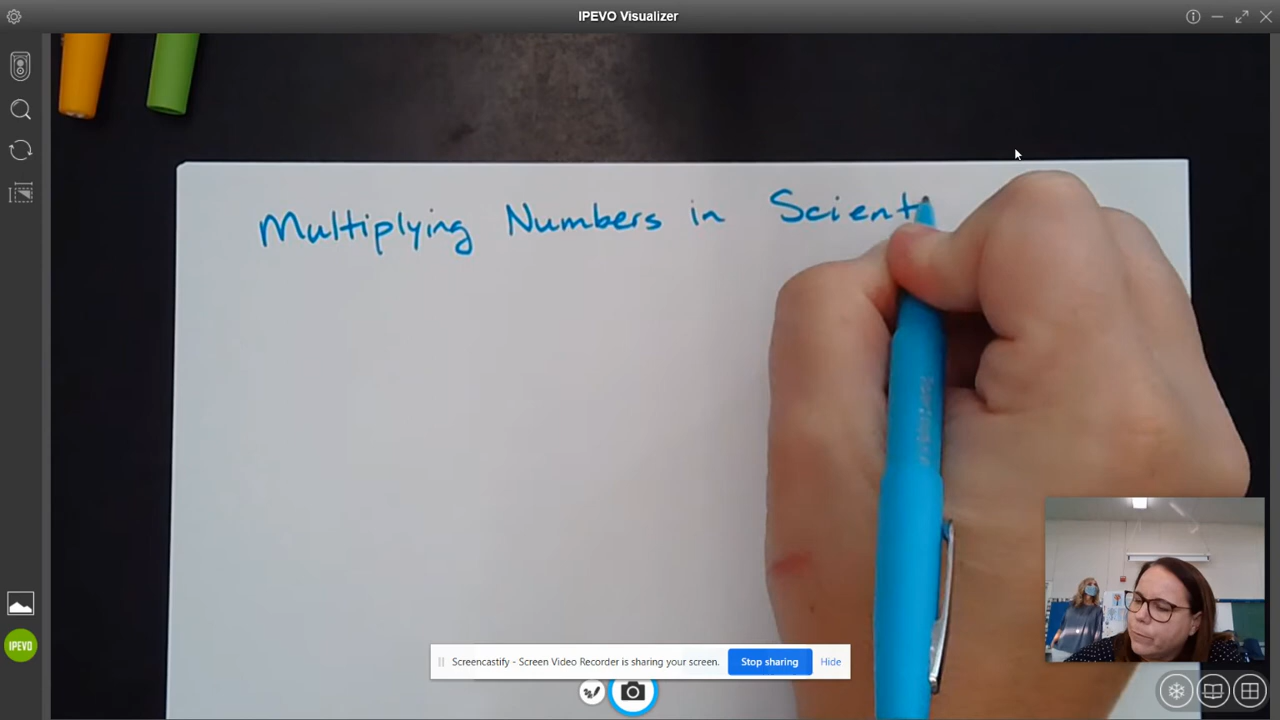 IPEVO Visualizer
Multiplying Numbers in Scient
Screencastify - Screen Video Recorder is sharing your screen.
Stop sharing
Hide
IPEVO